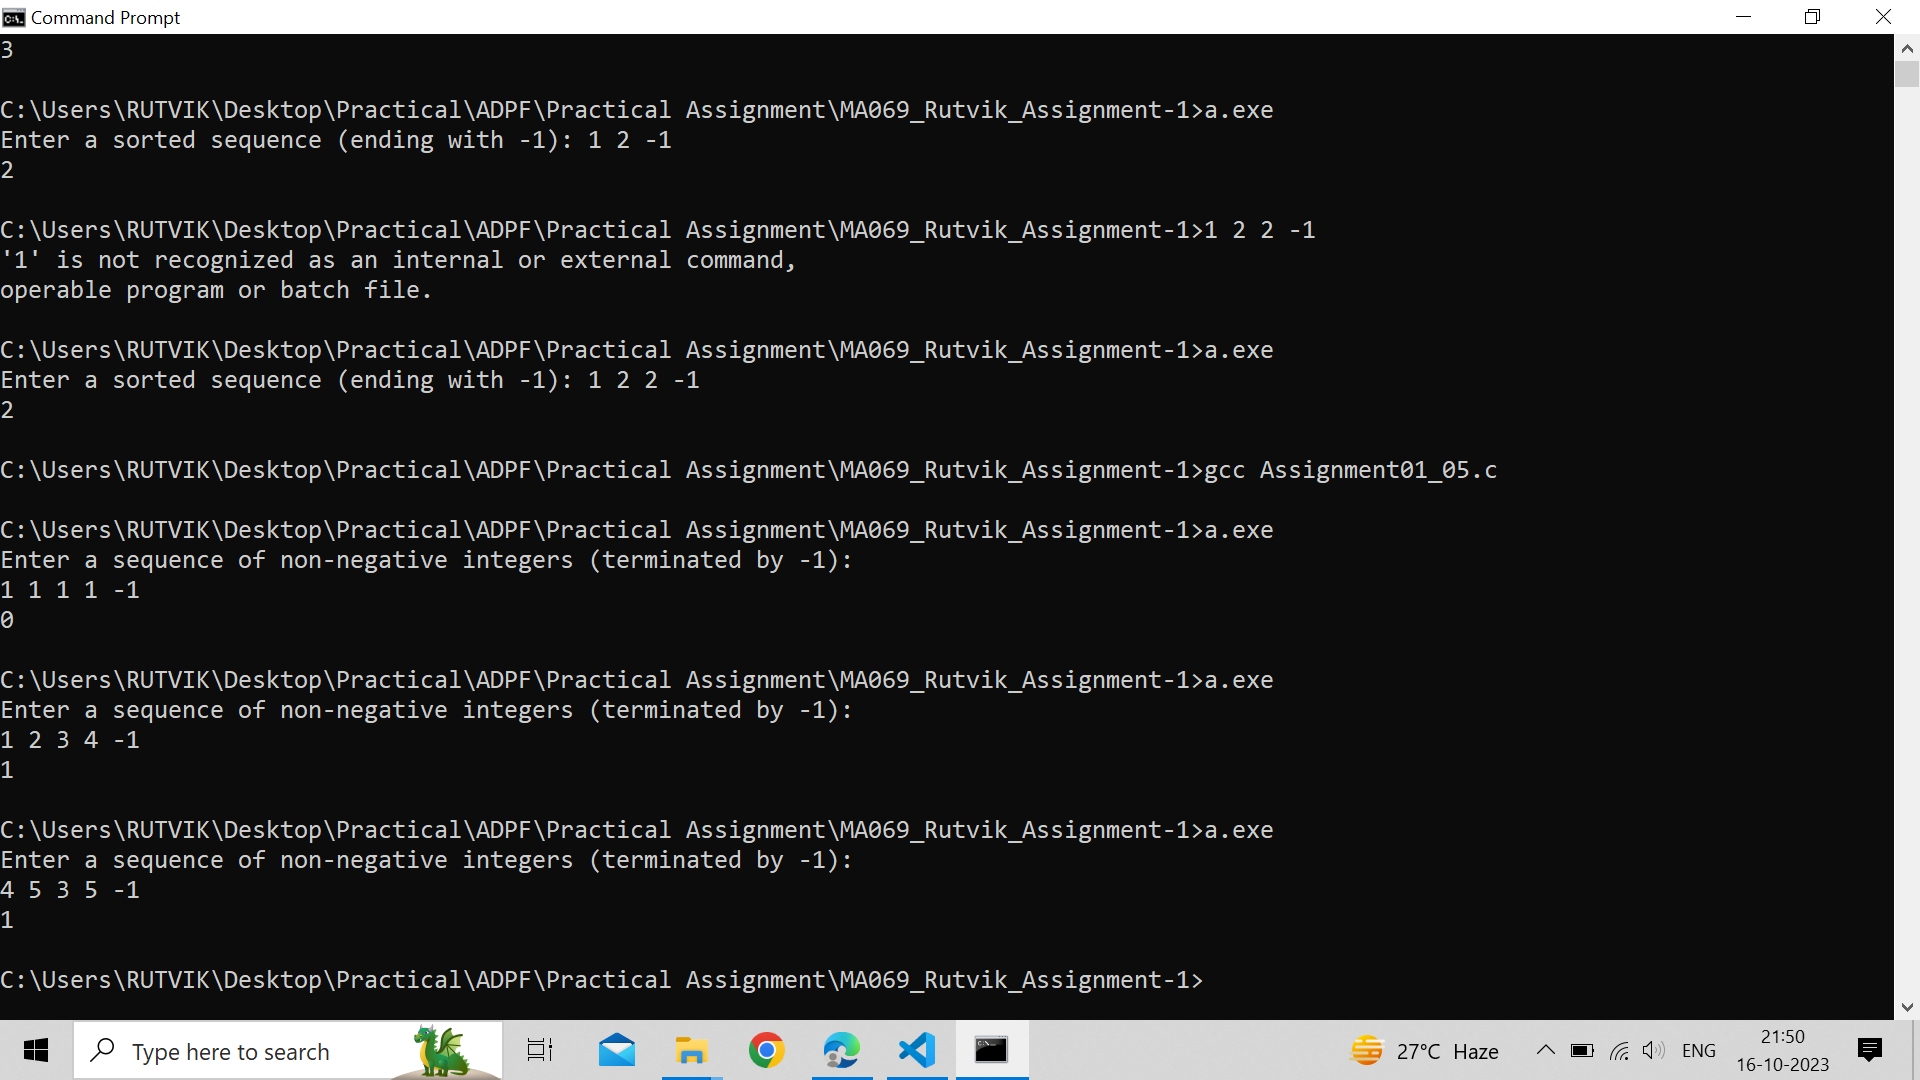 Command Prompt
3
C:\Users\RUTVIK\Desktop\Practical\ADPF\Practical Assignment\MA069_Rutvik_Assignment-1>a.exe
Enter a sorted sequence (ending with -1): 1 2 -1
2
C:\Users\RUTVIK\Desktop\Practical\ADPF\Practical Assignment\MA069_Rutvik_Assignment-1>1 2 2 -1
'1' is not recognized as an internal or external command,
operable program or batch file.
C:\Users\RUTVIK\Desktop\Practical\ADPF\Practical Assignment\MA069_Rutvik_Assignment-1>a.exe
Enter a sorted sequence (ending with -1): 1 2 2 -1
2
C:\Users\RUTVIK\Desktop\Practical\ADPF\Practical Assignment\MA069_Rutvik_Assignment-1>gcc Assignment01_05.c
C:\Users\RUTVIK\Desktop\Practical\ADPF\Practical Assignment\MA069_Rutvik_Assignment-1>a.exe
Enter a sequence of non-negative integers (terminated by -1):
1 1 1 1 -1
0
C:\Users\RUTVIK\Desktop\Practical\ADPF\Practical Assignment\MA069_Rutvik_Assignment-1>a.exe
Enter a sequence of non-negative integers (terminated by -1):
1 2 3 4 -1
1
C:\Users\RUTVIK\Desktop\Practical\ADPF\Practical Assignment\MA069_Rutvik_Assignment-1>a.exe
Enter a sequence of non-negative integers (terminated by -1):
4 5 3 5 -1
1
C:\Users\RUTVIK\Desktop\Practical\ADPF\Practical Assignment\MA069_Rutvik_Assignment-1>
Type here to search
27°C Haze
ENG
21:50
16-10-2023